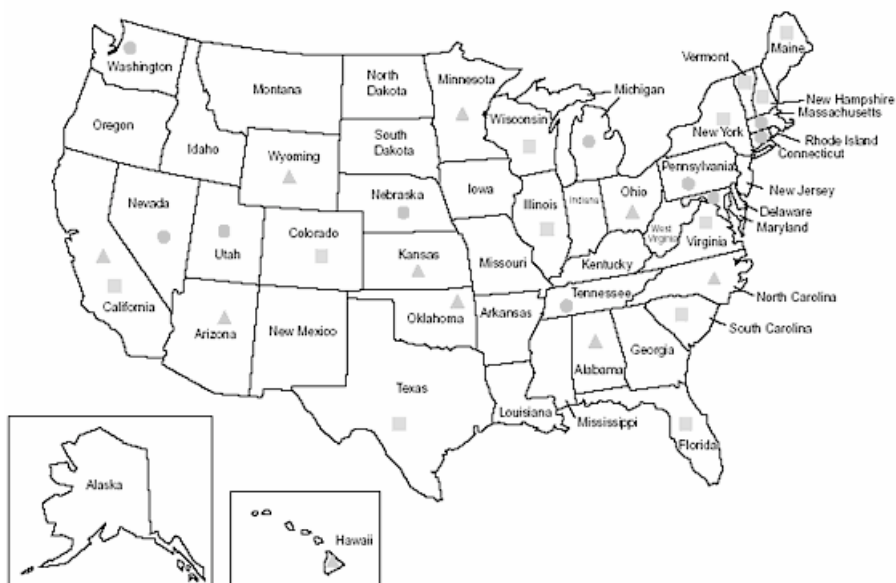 Maine
Vermont
Washington
Montana
North
Dakota
Minnesota
Michigan
New Hampshire
Massachusetts
Oregon
Idaho
Wisconsin
New York
Rhode Island
Connecticut
South
Dakota
Wyoming
Pennsylvania
Nebraska
Iowa
New Jersey
Nevada
Illinois
Indiana
Ohio
Delaware
Maryland
Utah
Colorado
West
Virginia
Virginia
Kansas
Missouri
Kentucky
California
Tennessee
North Carolina
Arizona
New Mexico
Oklahoma
Arkansas
South Carolina
Alabama
Georgia
Texas
Louisiana
Mississippi
Florida
Alaska
Hawaii